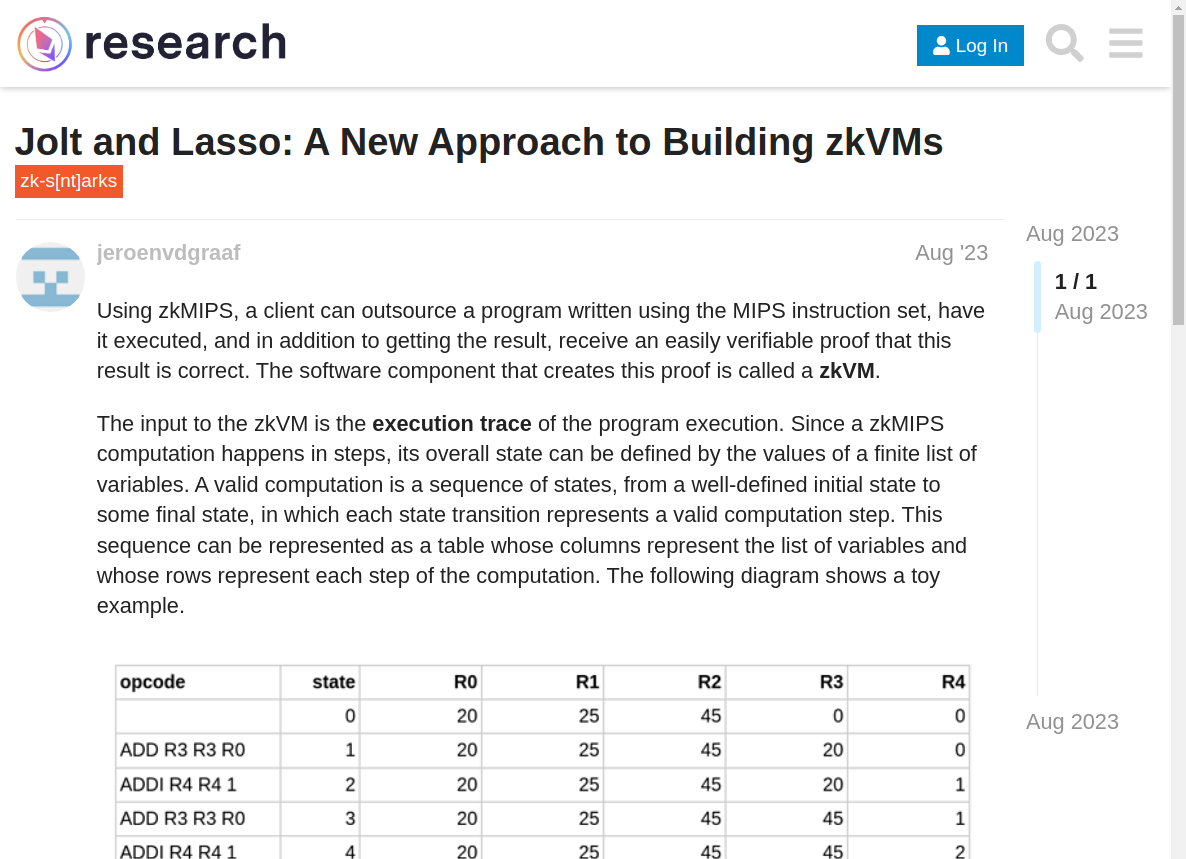 research
Log In
Jolt and Lasso: A New Approach to Building zkVMs
zk-s[nt]arks
jeroenvdgraaf
Aug '23
Using zkMIPS, a client can outsource a program written using the MIPS instruction set, have
it executed, and in addition to getting the result, receive an easily verifiable proof that this
result is correct. The software component that creates this proof is called a zkVM.
The input to the zkVM is the execution trace of the program execution. Since a zkMIPS
computation happens in steps, its overall state can be defined by the values of a finite list of
variables. A valid computation is a sequence of states, from a well-defined initial state to
some final state, in which each state transition represents a valid computation step. This
sequence can be represented as a table whose columns represent the list of variables and
whose rows represent each step of the computation. The following diagram shows a toy
example.
opcode state R0 R1 R2 R3 R4
0 20 25 45 0 0
ADD R3 R3 R0 1 20 25 45 20 0
ADDI R4 R4 1 2 20 25 45 20 1
ADD R3 R3 R0 3 20 25 45 45 1
ADDI R4 R4 1 4 20 25 45 45 2
Aug 2023
1 / 1
Aug 2023
Aug 2023